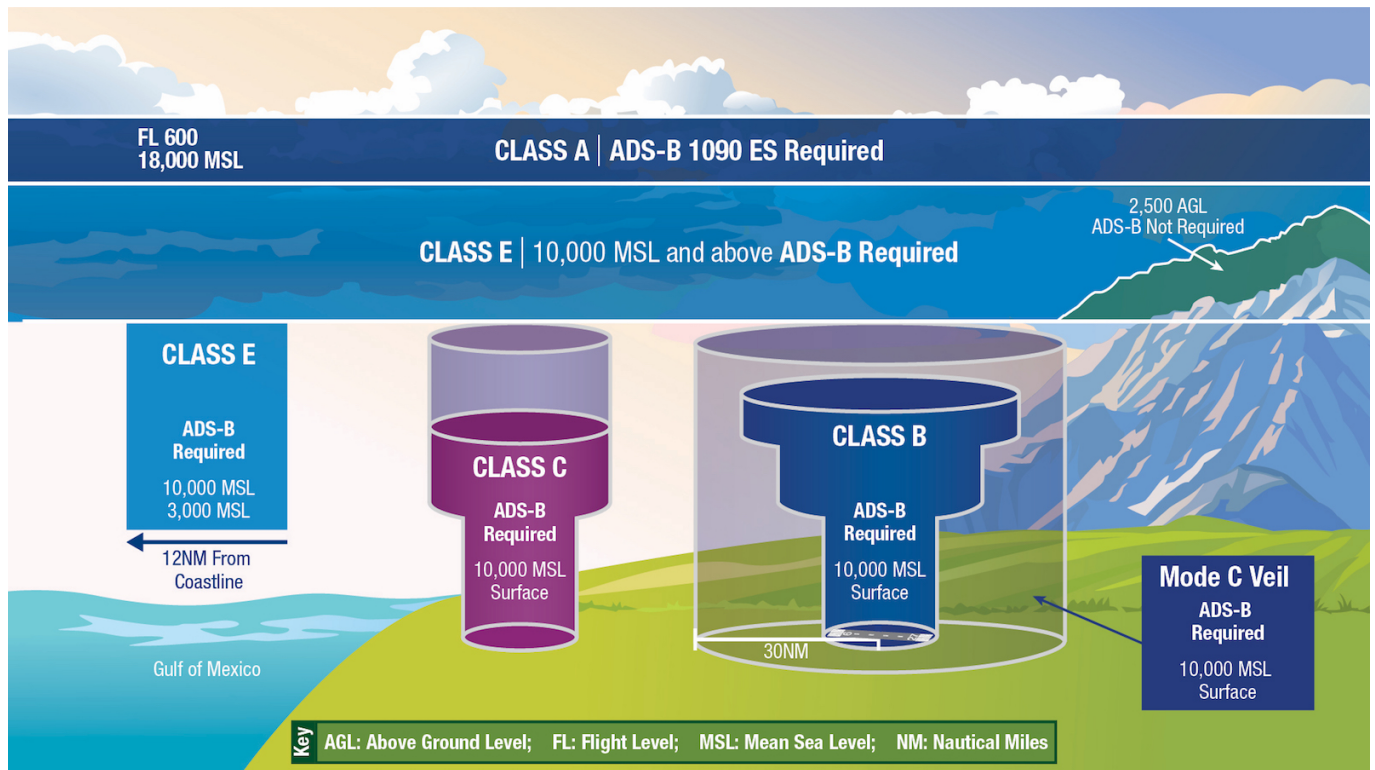 FL 600
18,000 MSL
CLASS A | ADS-B 1090 ES Required
2,500 AGL
ADS-B Not Required
CLASS E | 10,000 MSL and above ADS-B Required
CLASS E
ADS-B
Required
10,000 MSL
3,000 MSL
12NM From
Coastline
Gulf of Mexico
CLASS C
ADS-B
Required
10,000 MSL
Surface
CLASS B
ADS-B
Required
10,000 MSL
Surface
30NM
Mode C Veil
ADS-B
Required
10,000 MSL
Surface
Key
AGL: Above Ground Level; FL: Flight Level; MSL: Mean Sea Level; NM: Nautical Miles